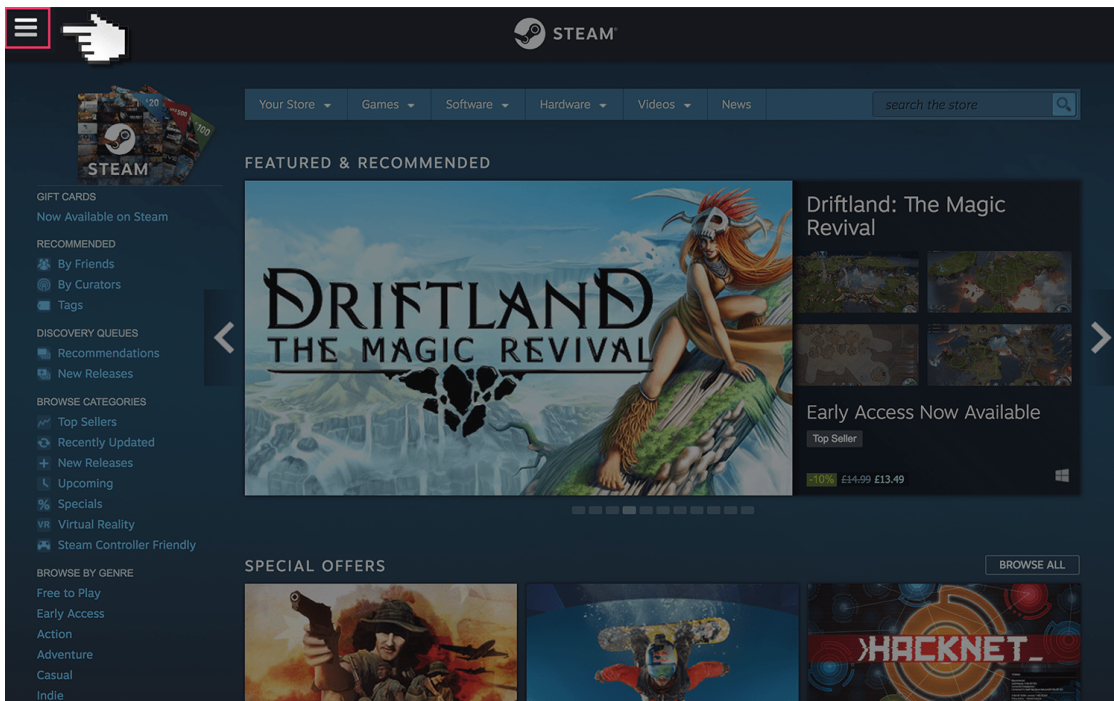 STEAM®
Your Store
Games
Software
Hardware
Videos
News
search the store
$20
$100
STEAM
GIFT CARDS
Now Available on Steam
RECOMMENDED
By Friends
By Curators
Tags
DISCOVERY QUEUES
Recommendations
New Releases
BROWSE CATEGORIES
Top Sellers
Recently Updated
New Releases
Upcoming
Specials
VR Virtual Reality
Steam Controller Friendly
BROWSE BY GENRE
Free to Play
Early Access
Action
Adventure
Casual
Indie
FEATURED & RECOMMENDED
DRIFTLAND
THE MAGIC REVIVAL
Driftland: The Magic
Revival
Early Access Now Available
Top Seller
-10% £14.99 £13.49
SPECIAL OFFERS
BROWSE ALL
HACKNET_